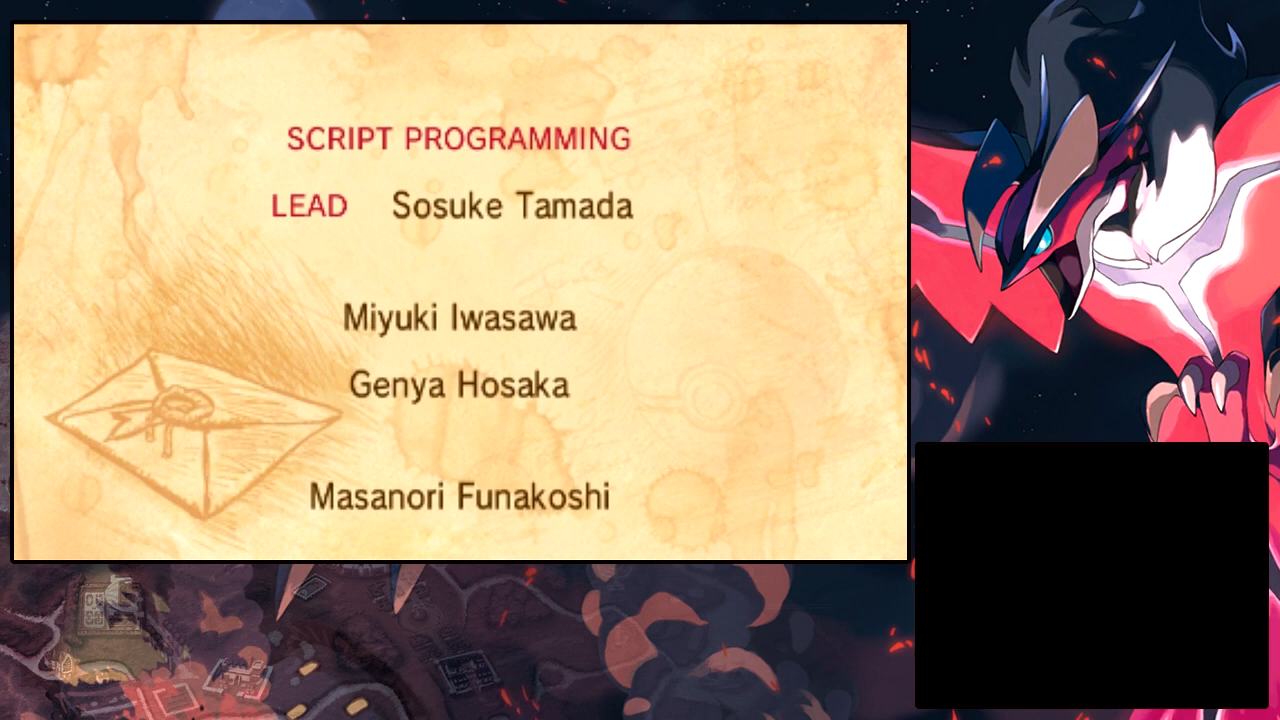 SCRIPT PROGRAMMING
LEAD Sosuke Tamada
Miyuki Iwasawa
Genya Hosaka
Masanori Funakoshi